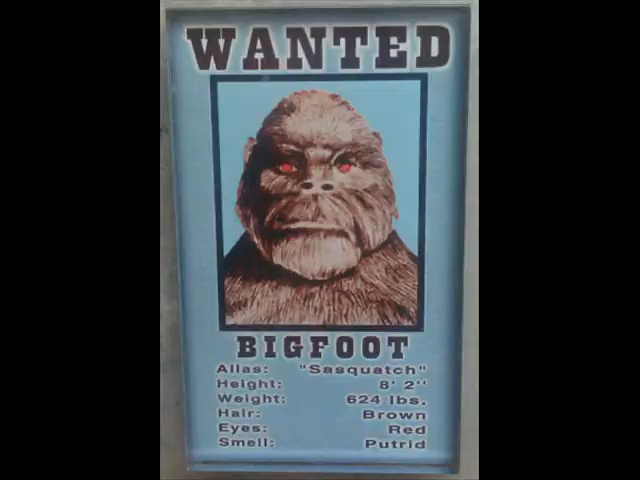 WANTED
BIGFOOT
Alias: "Sasquatch"
Height: 8' 2"
Weight: 624 lbs.
Hair: Brown
Eyes: Red
Smell: Putrid